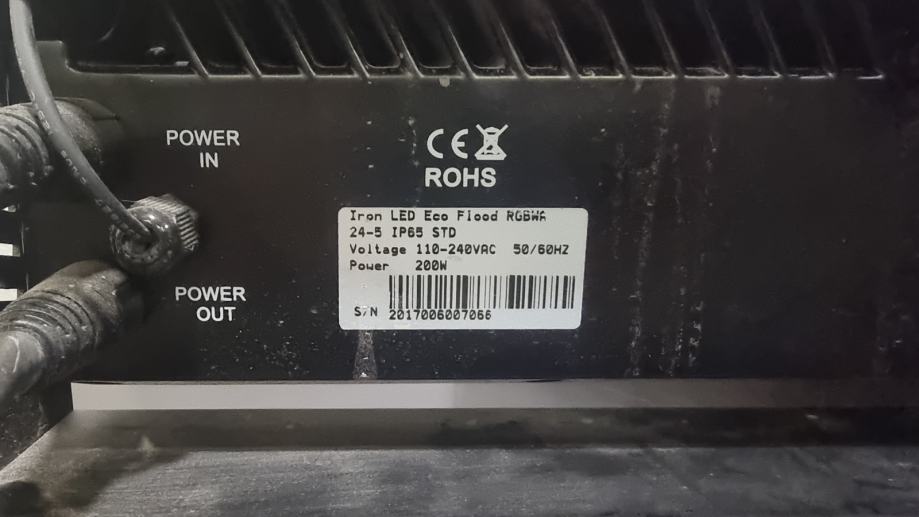 POWER
IN
CE
ROHS
Iron LED Eco Flood RGBWA
24-5 IP65 STD
Voltage 110-240VAC 50/60HZ
Power 200W
S/N 2017006007066
POWER
OUT